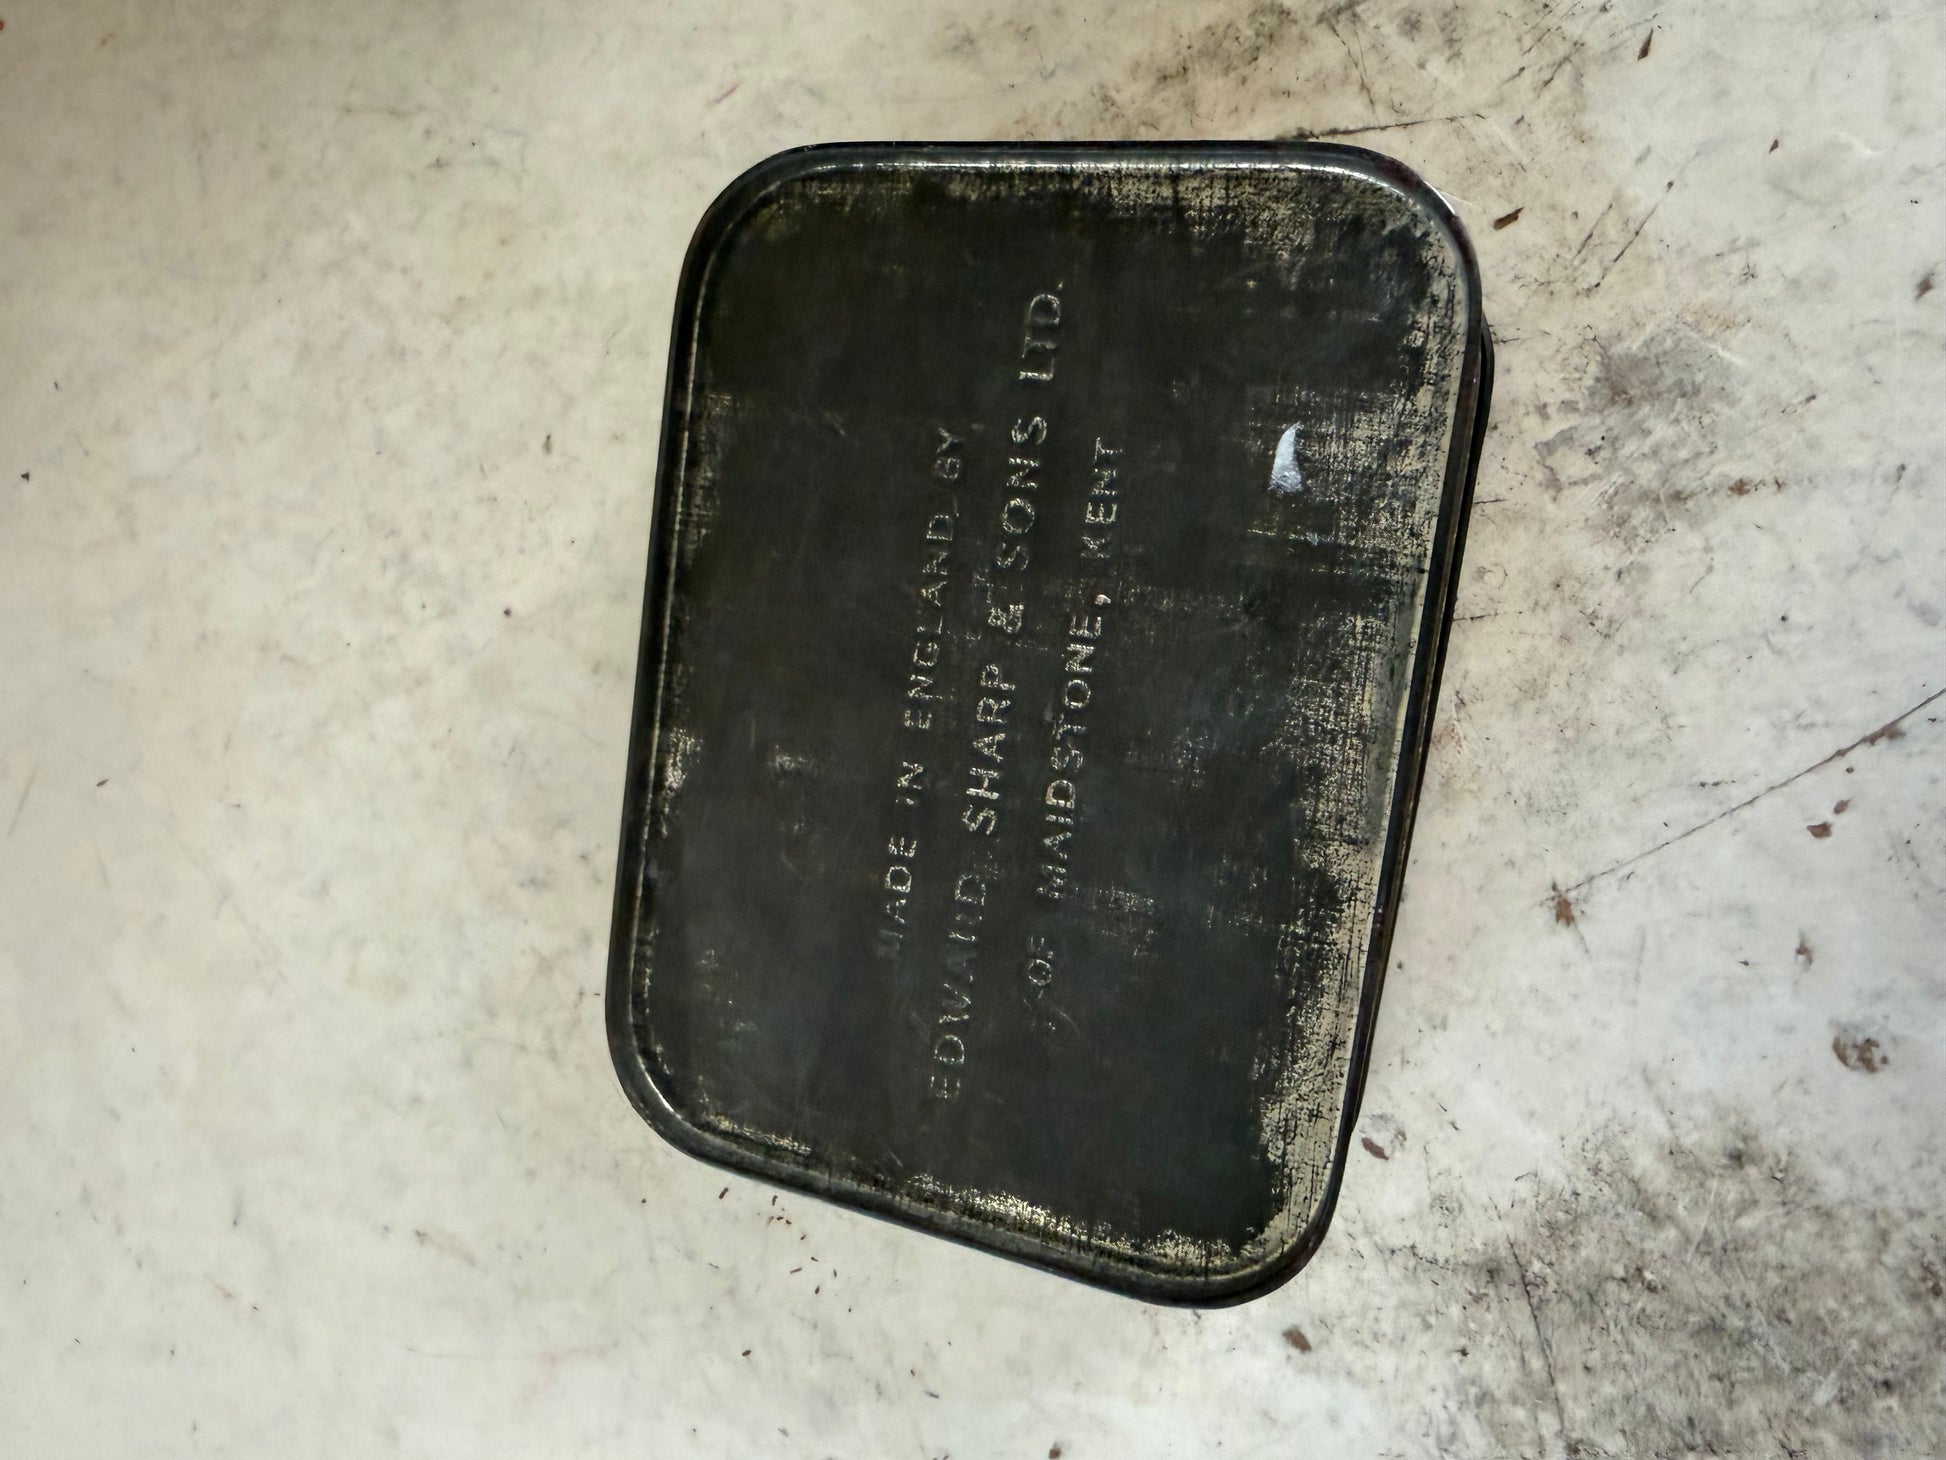 MADE IN ENGLAND BY
EDWARD SHARP & SONS LTD.
OF MAIDSTONE, KENT